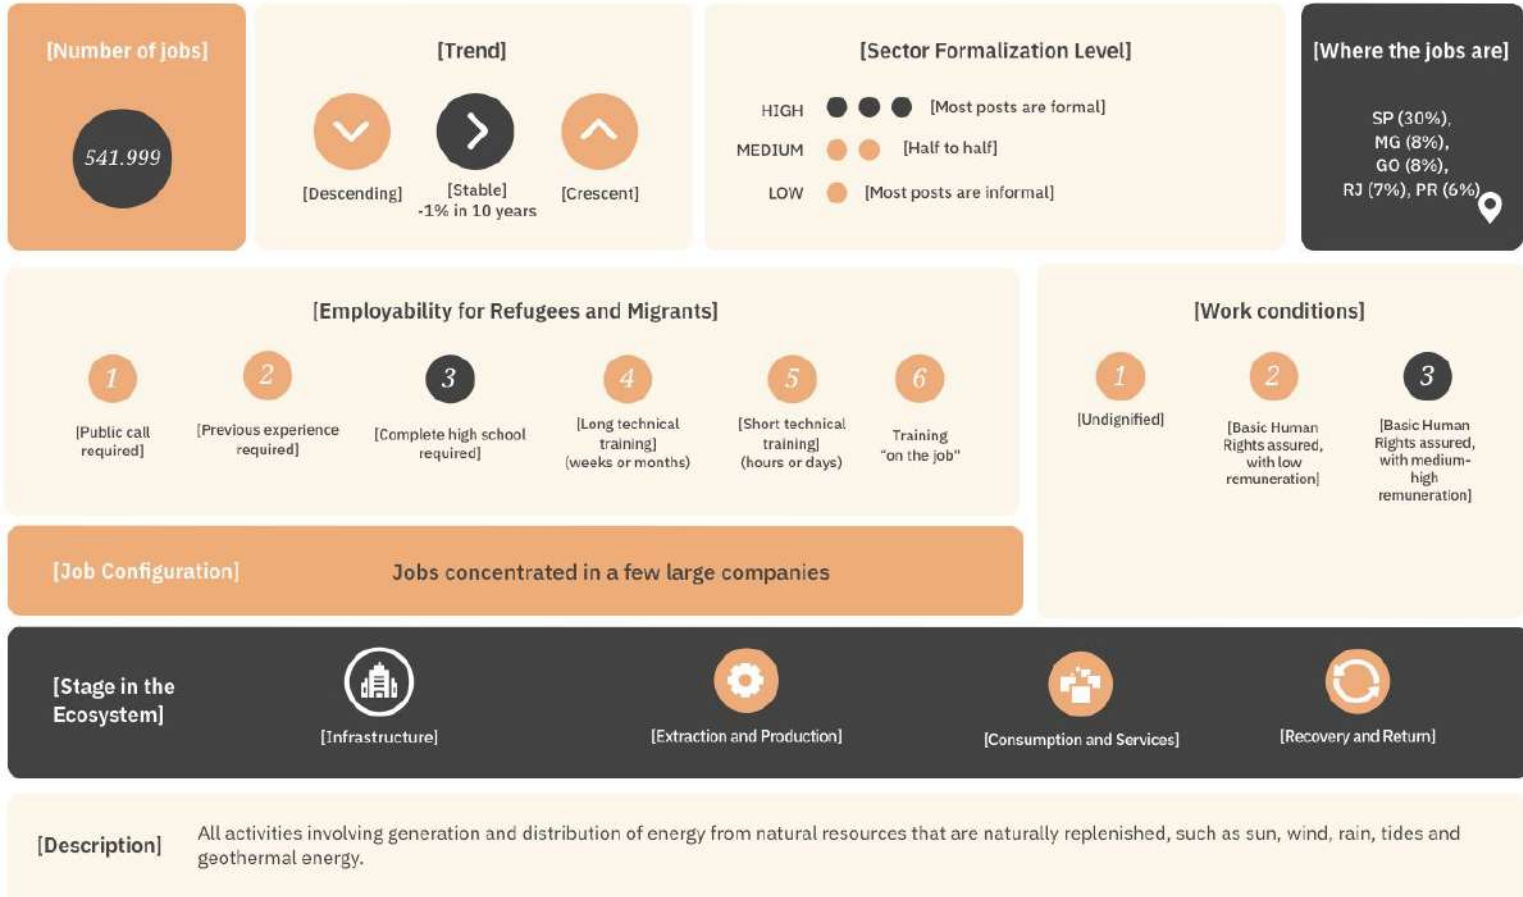 [Number of jobs]
541.999
[Trend]
[Descending]
[Stable]
-1% in 10 years
[Crescent]
[Sector Formalization Level]
HIGH [Most posts are formal]
MEDIUM [Half to half]
LOW [Most posts are informal]
[Where the jobs are]
SP (30%),
MG (8%),
GO (8%),
RJ (7%), PR (6%)
[Employability for Refugees and Migrants]
1
[Public call
required]
2
[Previous experience
required]
3
[Complete high school
required]
4
[Long technical
training]
(weeks or months)
5
[Short technical
training]
(hours or days)
6
Training
"on the job"
[Work conditions]
1
[Undignified]
2
[Basic Human
Rights assured,
with low
remuneration]
3
[Basic Human
Rights assured,
with medium-
high
remuneration]
[Job Configuration] Jobs concentrated in a few large companies
[Stage in the
Ecosystem]
[Infrastructure]
[Extraction and Production]
[Consumption and Services]
[Recovery and Return]
[Description]
All activities involving generation and distribution of energy from natural resources that are naturally replenished, such as sun, wind, rain, tides and
geothermal energy.